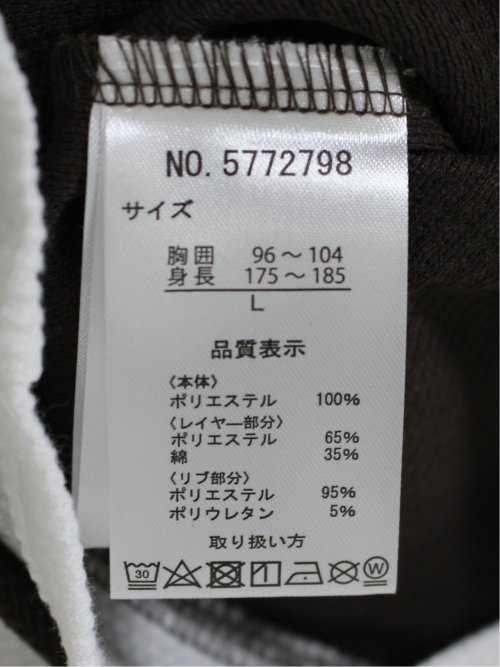 NO. 5772798
サイズ
胸囲 96～104
身長 175～185
L
品質表示
〈本体〉
ポリエステル 100%
〈レイヤ―部分〉
ポリエステル 65%
綿 35%
〈リブ部分〉
ポリエステル 95%
ポリウレタン 5%
取り扱い方
30 W